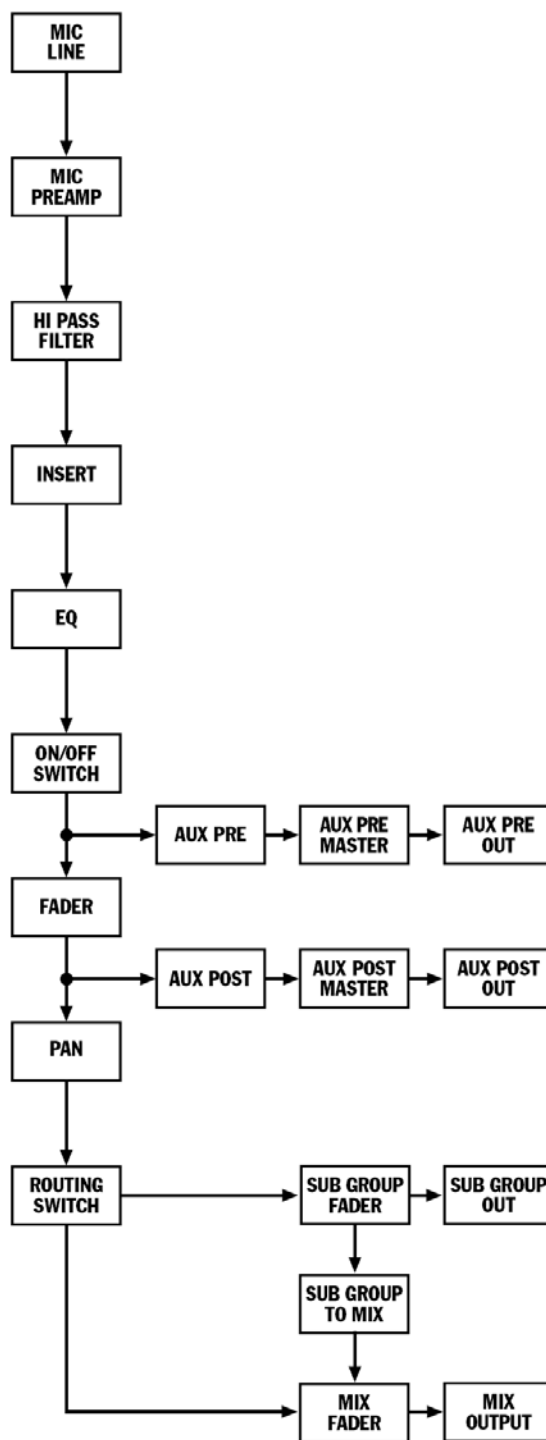 MIC
LINE
MIC
PREAMP
HI PASS
FILTER
INSERT
EQ
ON/OFF
SWITCH
AUX PRE
AUX PRE
MASTER
AUX PRE
OUT
FADER
AUX POST
AUX POST
MASTER
AUX POST
OUT
PAN
ROUTING
SWITCH
SUB GROUP
FADER
SUB GROUP
OUT
SUB GROUP
TO MIX
MIX
FADER
MIX
OUTPUT